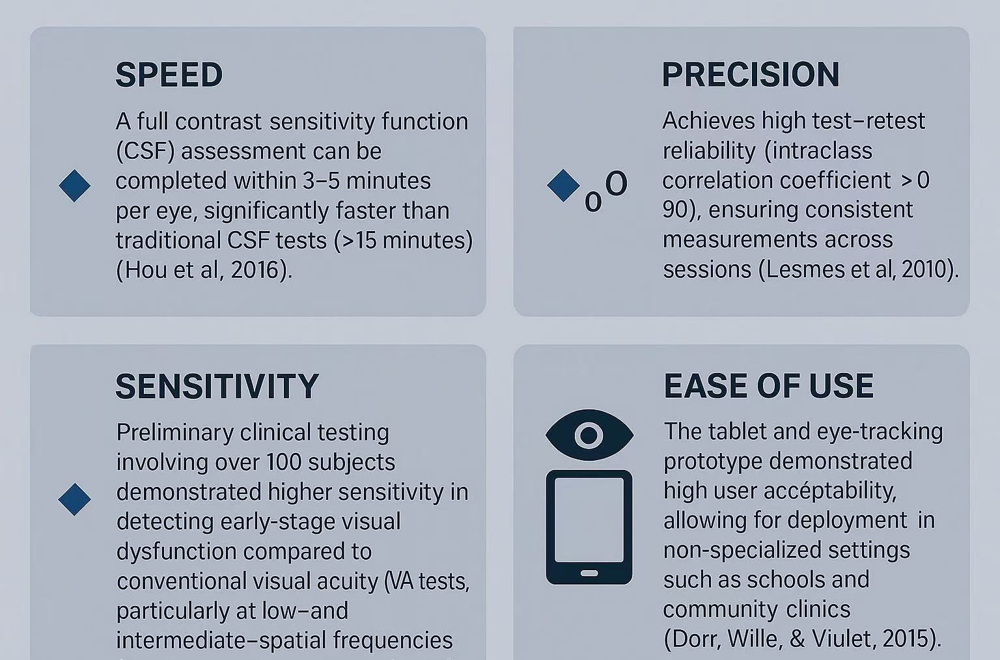 SPEED
A full contrast sensitivity function
(CSF) assessment can be
completed within 3–5 minutes
per eye, significantly faster than
traditional CSF tests (>15 minutes)
(Hou et al, 2016).
PRECISION
Achieves high test–retest
reliability (intraclass
correlation coefficient > 0
90), ensuring consistent
measurements across
sessions (Lesmes et al, 2010).
o O
SENSITIVITY
Preliminary clinical testing
involving over 100 subjects
demonstrated higher sensitivity in
detecting early-stage visual
dysfunction compared to
conventional visual acuity (VA tests,
particularly at low–and
intermediate–spatial frequencies
EASE OF USE
The tablet and eye-tracking
prototype demonstrated
high user accéptability,
allowing for deployment in
non-specialized settings
such as schools and
community clinics
(Dorr, Wille, & Viulet, 2015).